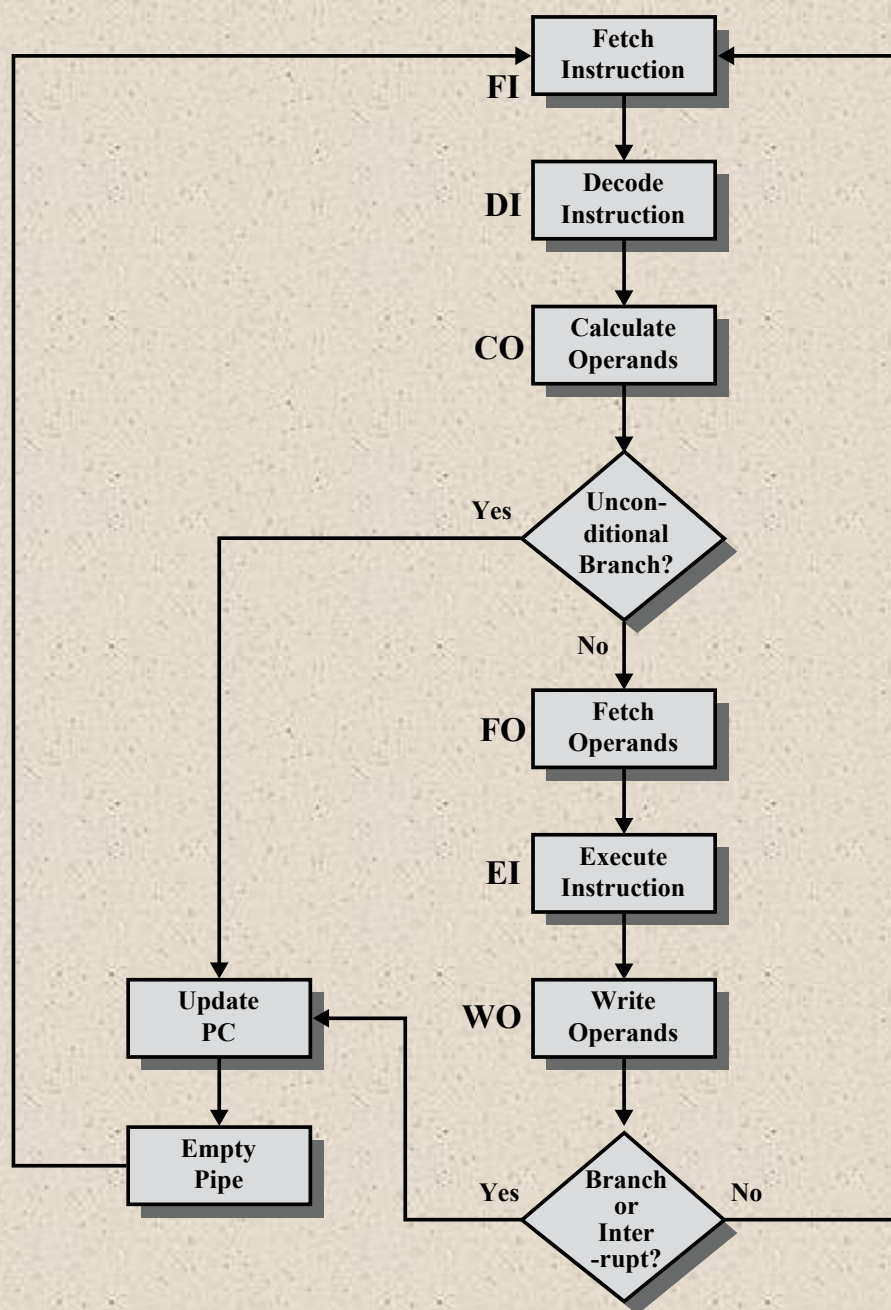 Fetch
Instruction
FI
Decode
Instruction
DI
Calculate
Operands
CO
Uncon-
ditional
Branch?
Yes
No
Fetch
Operands
FO
Execute
Instruction
EI
Write
Operands
WO
Update
PC
Empty
Pipe
Branch
or
Inter
-rupt?
Yes
No